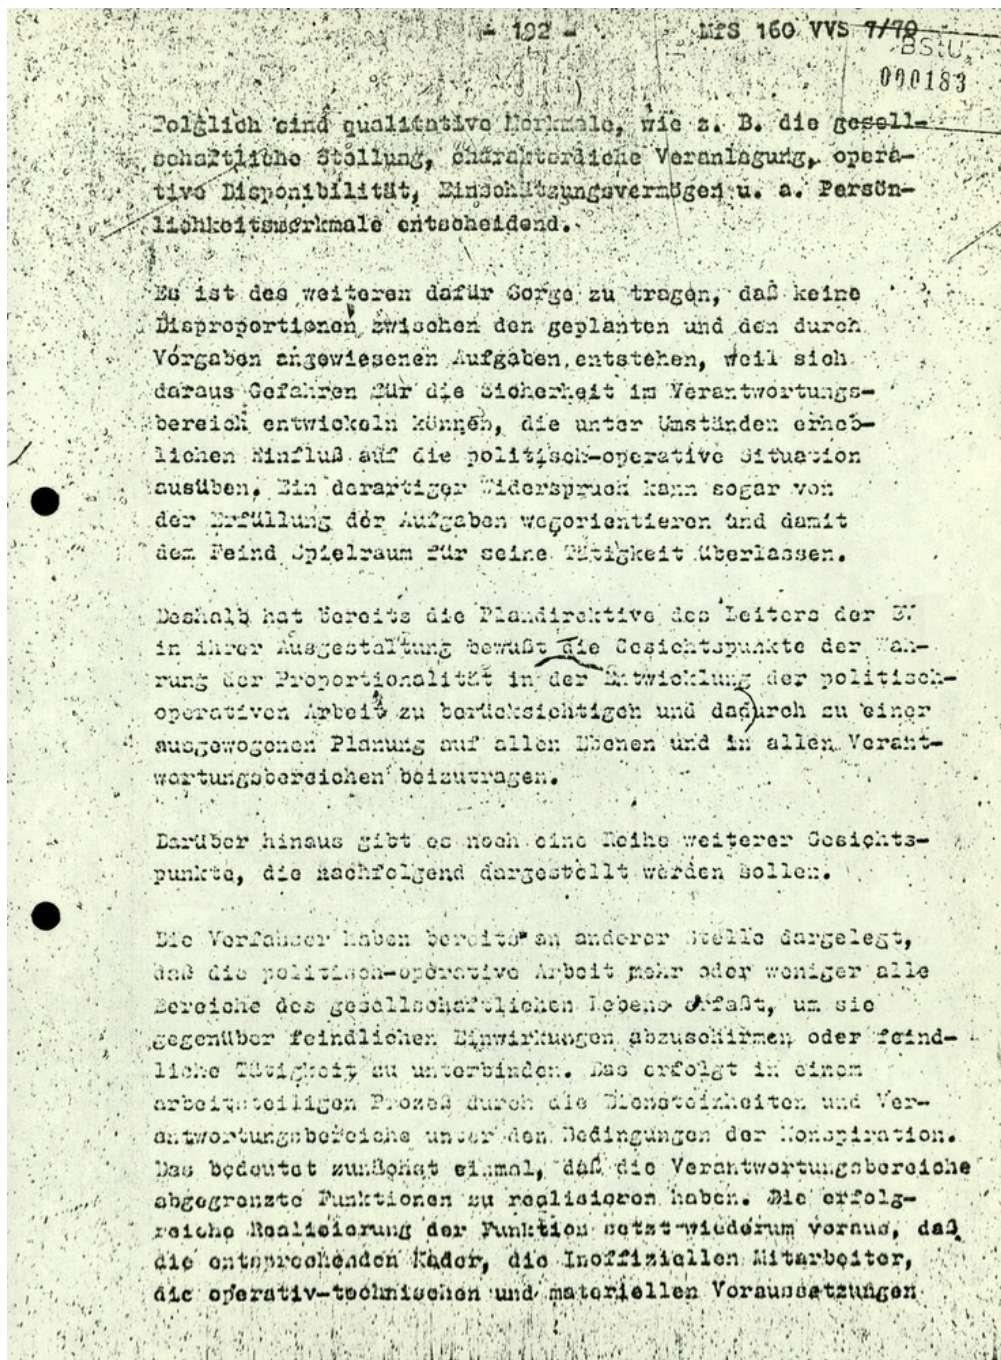 - 192 -
MfS 160 VVS 7/79
BStU
000183
Folglich sind qualitative Merkmale, wie z. B. die gesell-
schaftliche Stellung, charakterliche Veranlagung, opera-
tive Disponibilität, Einschätzungsvermögen u. a. Persön-
lichkeitsmerkmale entscheidend.
Es ist des weiteren dafür Sorge zu tragen, daß keine
Disproportionen zwischen den geplanten und den durch
Vorgaben angewiesenen Aufgaben entstehen, weil sich
daraus Gefahren für die Sicherheit im Verantwortungs-
bereich entwickeln können, die unter Umständen erheb-
lichen Einfluß auf die politisch-operative Situation
ausüben. Ein derartiger Widerspruch kann sogar von
der Erfüllung der Aufgaben wegorientieren und damit
dem Feind Spielraum für seine Tätigkeit überlassen.
Deshalb hat bereits die Plandirektive des Leiters der BV
in ihrer Ausgestaltung bewußt die Gesichtspunkte der Wah-
rung der Proportionalität in der Entwicklung der politisch-
operativen Arbeit zu berücksichtigen und dadurch zu einer
ausgewogenen Planung auf allen Ebenen und in allen Verant-
wortungsbereichen beizutragen.
Darüber hinaus gibt es noch eine Reihe weiterer Gesichts-
punkte, die nachfolgend dargestellt werden sollen.
Die Verfasser haben bereits an anderer Stelle dargelegt,
daß die politisch-operative Arbeit mehr oder weniger alle
Bereiche des gesellschaftlichen Lebens erfaßt, um sie
gegenüber feindlichen Einwirkungen abzuschirmen oder feind-
liche Tätigkeit zu unterbinden. Das erfolgt in einem
arbeitsteiligen Prozeß durch die Diensteinheiten und Ver-
antwortungsbereiche unter den Bedingungen der Konspiration.
Das bedeutet zunächst einmal, daß die Verantwortungsbereiche
abgegrenzte Funktionen zu realisieren haben. Die erfolg-
reiche Realisierung der Funktion setzt wiederum voraus, daß
die entsprechenden Kader, die Inoffiziellen Mitarbeiter,
die operativ-technischen und materiellen Voraussetzungen